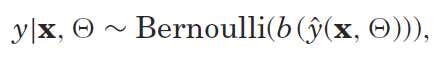 y|x, Θ ∼ Bernoulli(b (ŷ(x, Θ))),